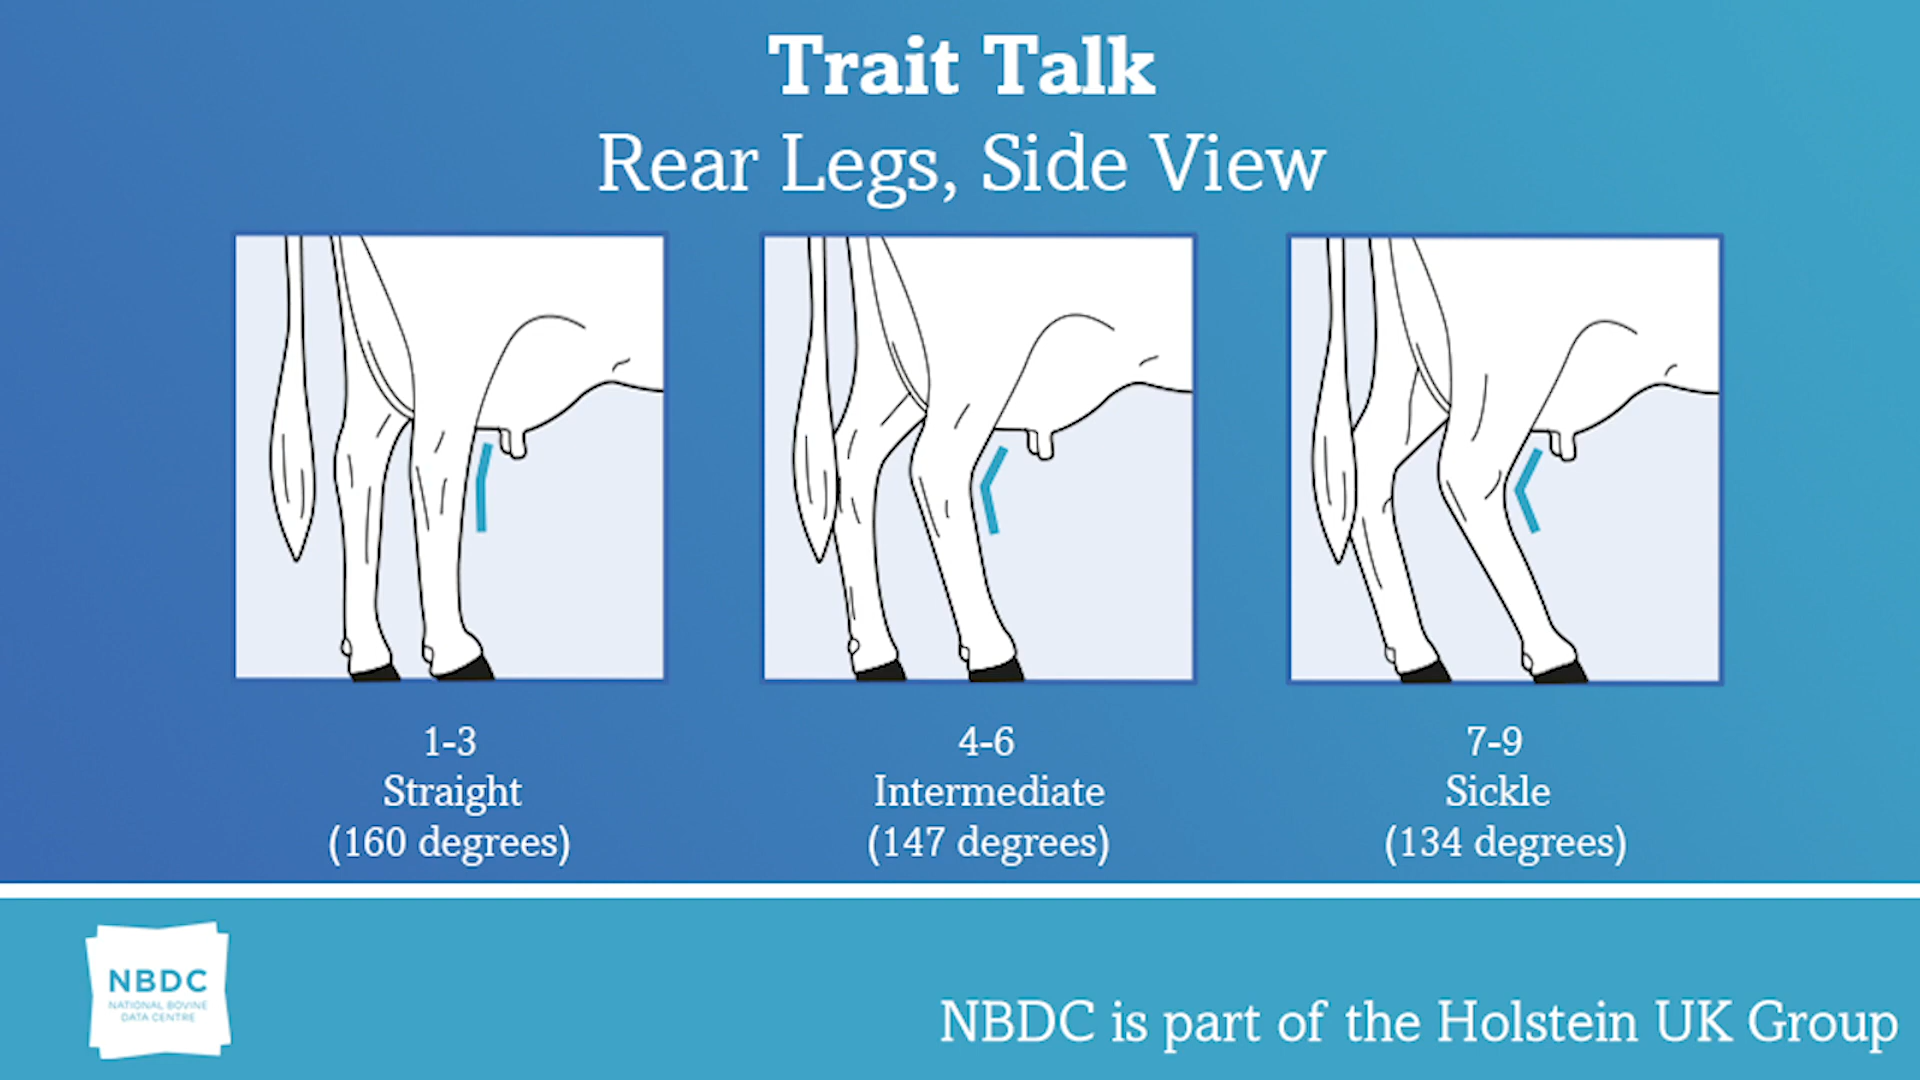 Trait Talk
Rear Legs, Side View
1-3
Straight
(160 degrees)
4-6
Intermediate
(147 degrees)
7-9
Sickle
(134 degrees)
NBDC
NATIONAL BOVINE
DATA CENTRE
NBDC is part of the Holstein UK Group